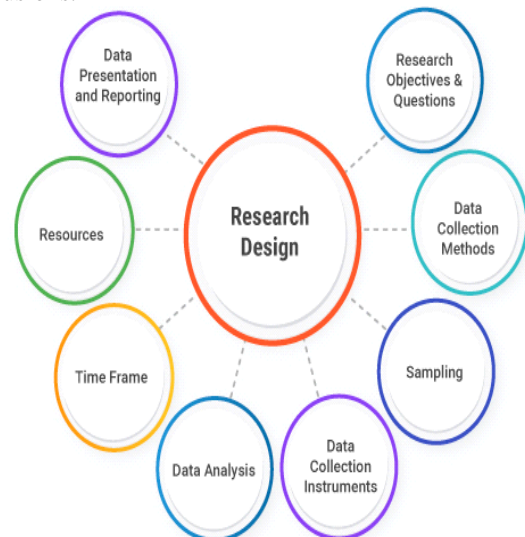 Data
Presentation
and Reporting
Research
Objectives &
Questions
Resources
Research
Design
Data
Collection
Methods
Time Frame
Sampling
Data Analysis
Data
Collection
Instruments